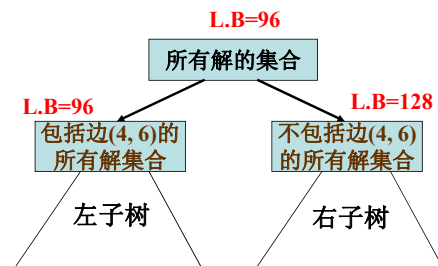 L.B=96
所有解的集合
L.B=96
L.B=128
包括边(4, 6)的
所有解集合
不包括边(4, 6)
的所有解集合
左子树
右子树